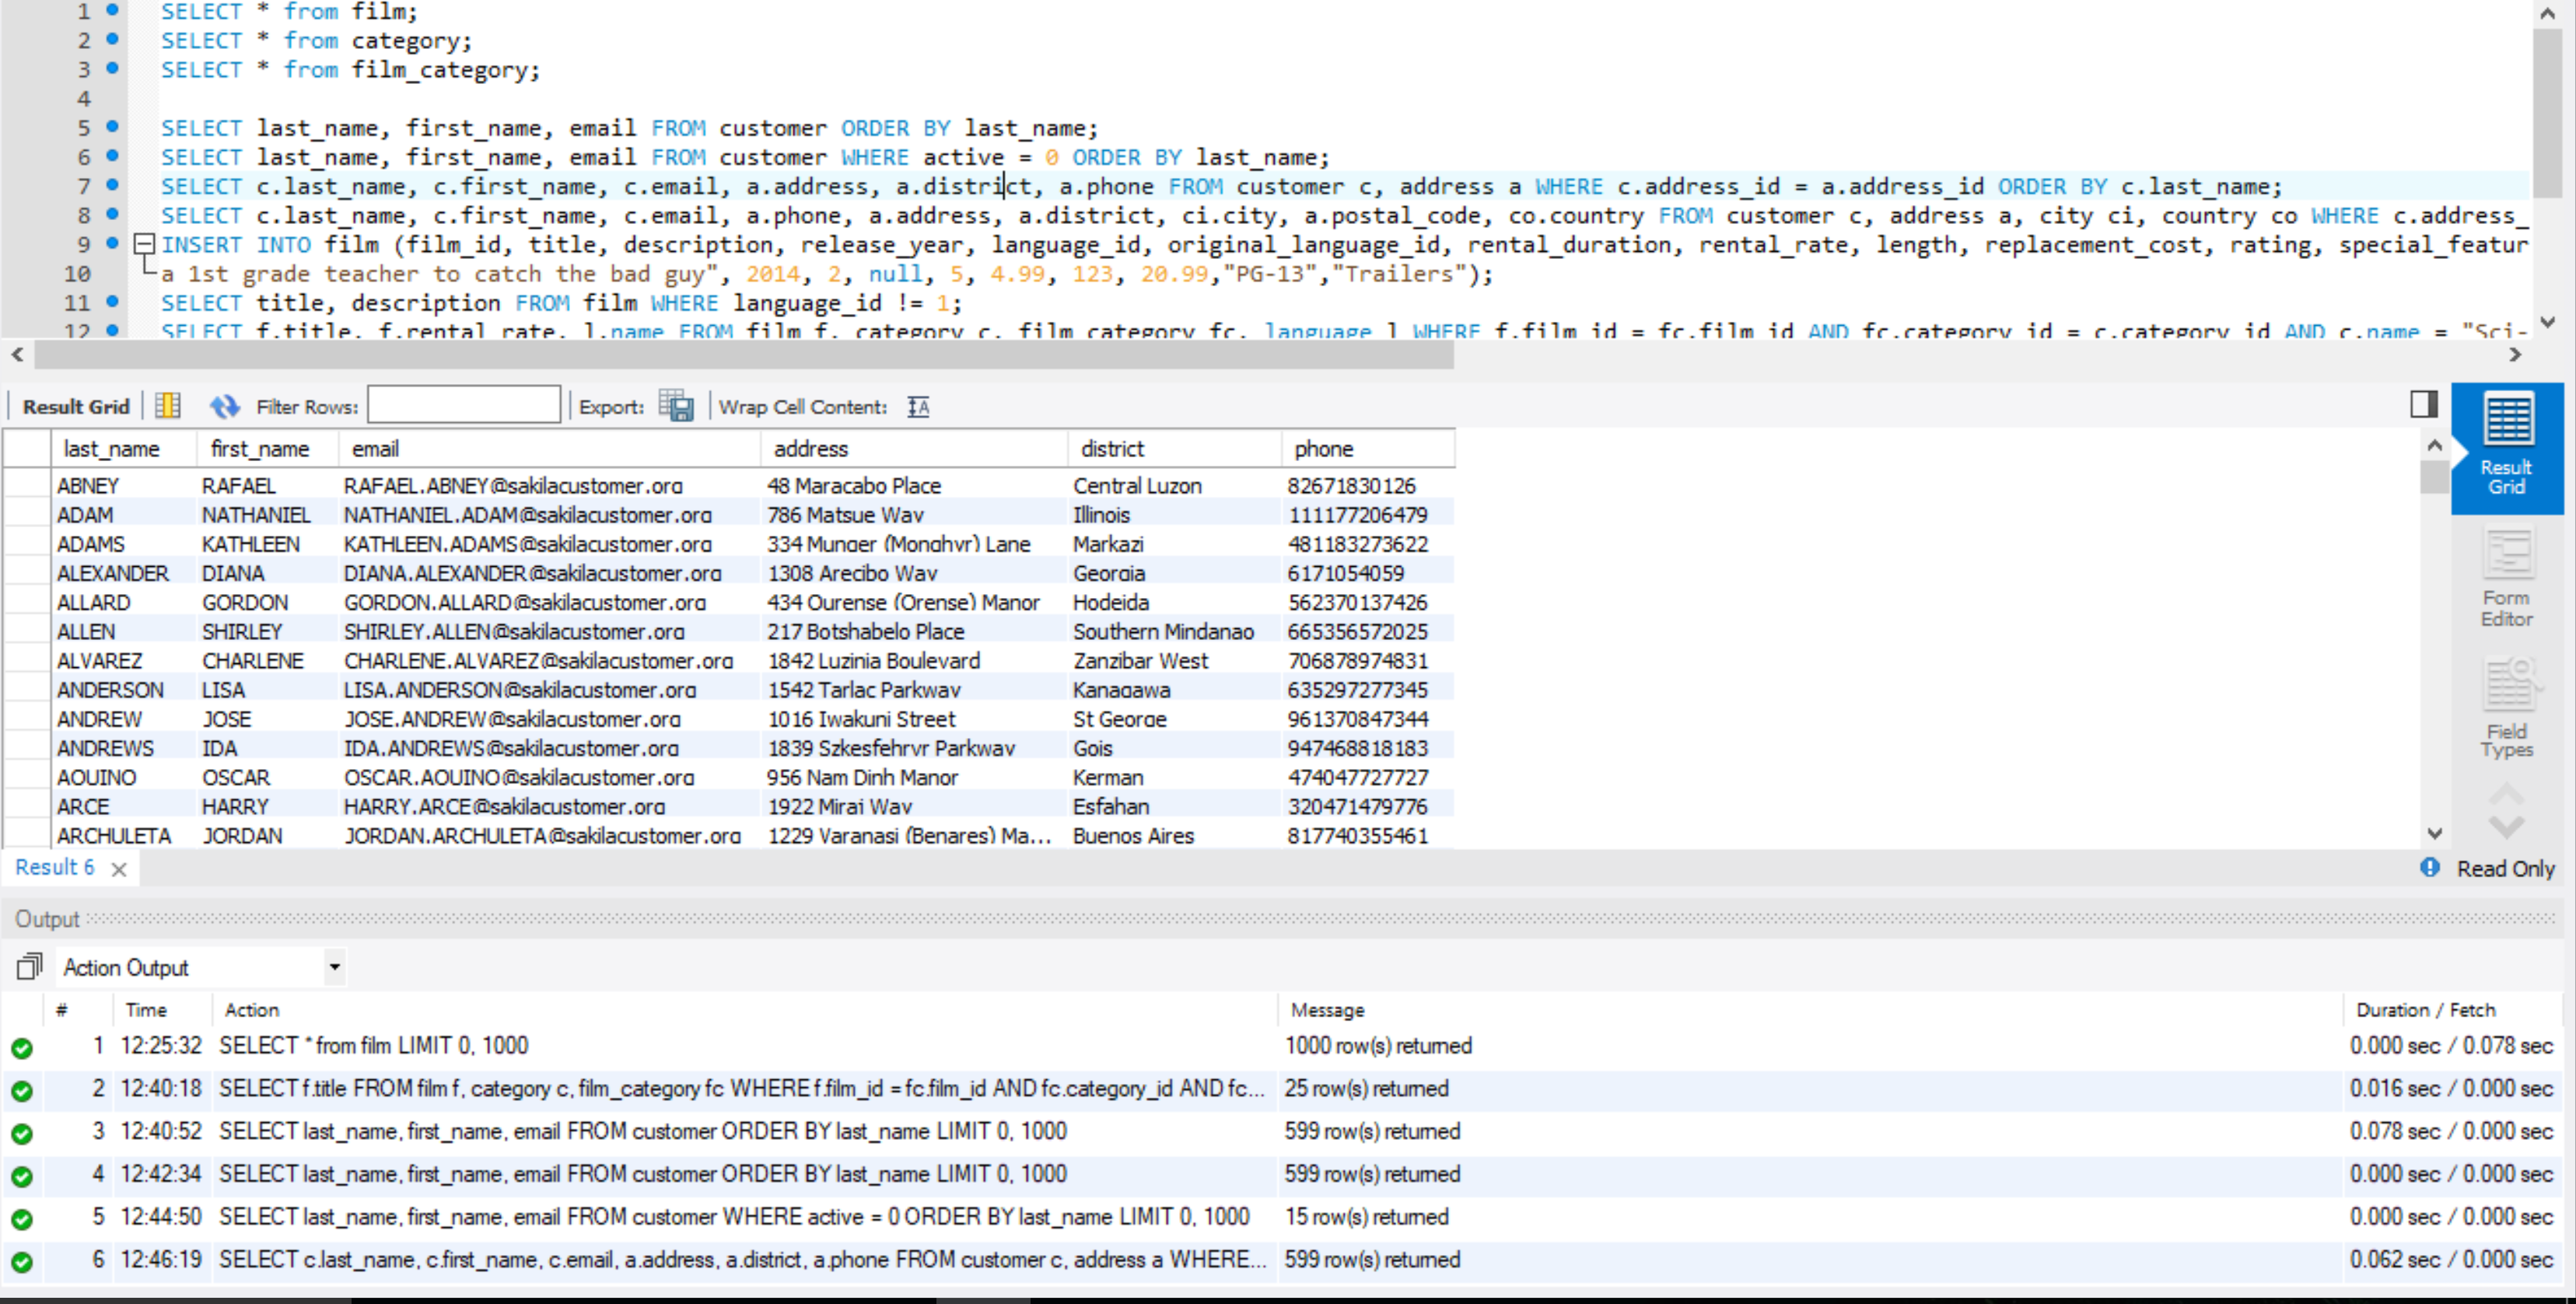 1 SELECT * from film;
2 SELECT * from category;
3 SELECT * from film_category;
4
5 SELECT last_name, first_name, email FROM customer ORDER BY last_name;
6 SELECT last_name, first_name, email FROM customer WHERE active = 0 ORDER BY last_name;
7 SELECT c.last_name, c.first_name, c.email, a.address, a.district, a.phone FROM customer c, address a WHERE c.address_id = a.address_id ORDER BY c.last_name;
8 SELECT c.last_name, c.first_name, c.email, a.phone, a.address, a.district, ci.city, a.postal_code, co.country FROM customer c, address a, city ci, country co WHERE c.address_
9 INSERT INTO film (film_id, title, description, release_year, language_id, original_language_id, rental_duration, rental_rate, length, replacement_cost, rating, special_featur
10 a 1st grade teacher to catch the bad guy", 2014, 2, null, 5, 4.99, 123, 20.99,"PG-13","Trailers");
11 SELECT title, description FROM film WHERE language_id != 1;
12 SELECT f.title, f.rental_rate, l.name FROM film f, category c, film_category fc, language l WHERE f.film_id = fc.film_id AND fc.category_id = c.category_id AND c.name = "Sci-
Result Grid Filter Rows: Export: Wrap Cell Content:
last_name first_name email address district phone
ABNEY RAFAEL RAFAEL.ABNEY@sakilacustomer.org 48 Maracabo Place Central Luzon 82671830126
ADAM NATHANIEL NATHANIEL.ADAM@sakilacustomer.org 786 Matsue Way Illinois 111177206479
ADAMS KATHLEEN KATHLEEN.ADAMS@sakilacustomer.org 334 Munger (Monghyr) Lane Markazi 481183273622
ALEXANDER DIANA DIANA.ALEXANDER@sakilacustomer.org 1308 Arecibo Way Georgia 6171054059
ALLARD GORDON GORDON.ALLARD@sakilacustomer.org 434 Ourense (Orense) Manor Hodeida 562370137426
ALLEN SHIRLEY SHIRLEY.ALLEN@sakilacustomer.org 217 Botshabelo Place Southern Mindanao 665356572025
ALVAREZ CHARLENE CHARLENE.ALVAREZ@sakilacustomer.org 1842 Luzinia Boulevard Zanzibar West 706878974831
ANDERSON LISA LISA.ANDERSON@sakilacustomer.org 1542 Tarlac Parkway Kanagawa 635297277345
ANDREW JOSE JOSE.ANDREW@sakilacustomer.org 1016 Iwakuni Street St George 961370847344
ANDREWS IDA IDA.ANDREWS@sakilacustomer.org 1839 Szkesfehrvr Parkway Gois 947468818183
AQUINO OSCAR OSCAR.AQUINO@sakilacustomer.org 956 Nam Dinh Manor Kerman 474047727727
ARCE HARRY HARRY.ARCE@sakilacustomer.org 1922 Miraj Way Esfahan 320471479776
ARCHULETA JORDAN JORDAN.ARCHULETA@sakilacustomer.org 1229 Varanasi (Benares) Ma... Buenos Aires 817740355461
Result Grid
Form Editor
Field Types
Result 6 Read Only
Output
Action Output
# Time Action Message Duration / Fetch
1 12:25:32 SELECT * from film LIMIT 0, 1000 1000 row(s) returned 0.000 sec / 0.078 sec
2 12:40:18 SELECT f.title FROM film f, category c, film_category fc WHERE f.film_id = fc.film_id AND fc.category_id AND fc... 25 row(s) returned 0.016 sec / 0.000 sec
3 12:40:52 SELECT last_name, first_name, email FROM customer ORDER BY last_name LIMIT 0, 1000 599 row(s) returned 0.078 sec / 0.000 sec
4 12:42:34 SELECT last_name, first_name, email FROM customer ORDER BY last_name LIMIT 0, 1000 599 row(s) returned 0.000 sec / 0.000 sec
5 12:44:50 SELECT last_name, first_name, email FROM customer WHERE active = 0 ORDER BY last_name LIMIT 0, 1000 15 row(s) returned 0.000 sec / 0.000 sec
6 12:46:19 SELECT c.last_name, c.first_name, c.email, a.address, a.district, a.phone FROM customer c, address a WHERE... 599 row(s) returned 0.062 sec / 0.000 sec